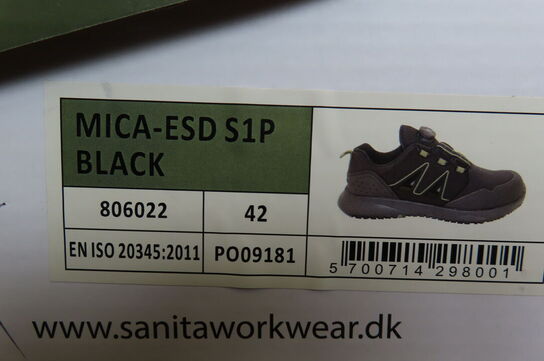 MICA-ESD S1P
BLACK
806022 42
EN ISO 20345:2011 PO09181
5 700714 298001
www.sanitaworkwear.dk